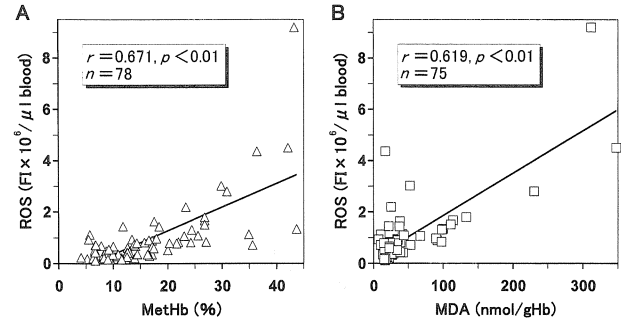 A
r=0.671, p<0.01
n=78
ROS (FI×10⁶/μl blood)
8
6
4
2
0
0 10 20 30 40
MetHb (%)
B
r=0.619, p<0.01
n=75
ROS (FI×10⁶/μl blood)
8
6
4
2
0
0 100 200 300
MDA (nmol/gHb)